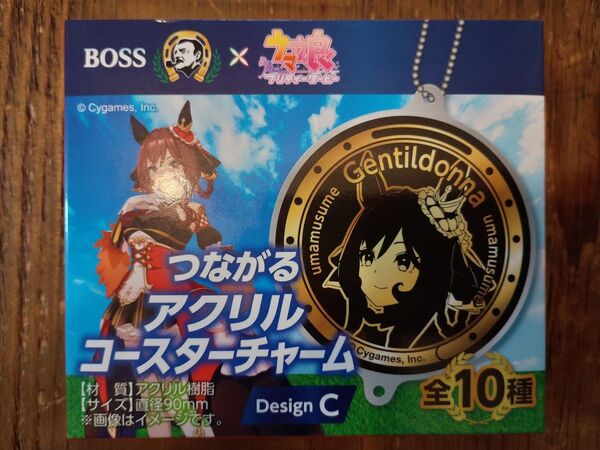 BOSS × ウマ娘
プリティーダービー
© Cygames, Inc.
Gentildonna
umamusume
umamusume
© Cygames, Inc.
つながる
アクリル
コースターチャーム
【材　質】アクリル樹脂
【サイズ】直径90mm
※画像はイメージです。
Design C
全10種